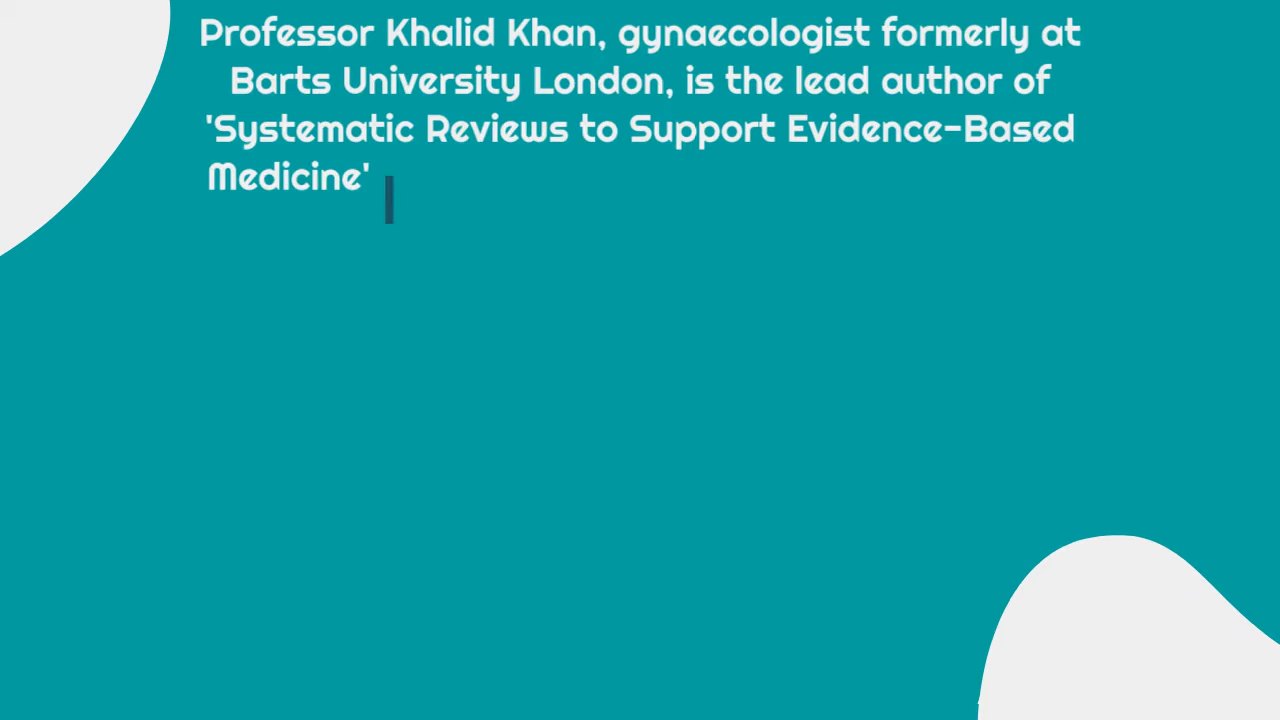 Professor Khalid Khan, gynaecologist formerly at
Barts University London, is the lead author of
'Systematic Reviews to Support Evidence-Based
Medicine'